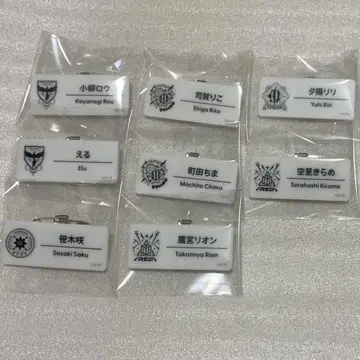 小柳ロウ
Koyanagi Rou
司賀りこ
Shiga Riko
夕陽リリ
Yuhi Riri
える
Elu
町田ちま
Machita Chima
空星きらめ
Sorahoshi Kirame
RED
笹木咲
Sasaki Saku
鷹宮リオン
Takamiya Rion
RED